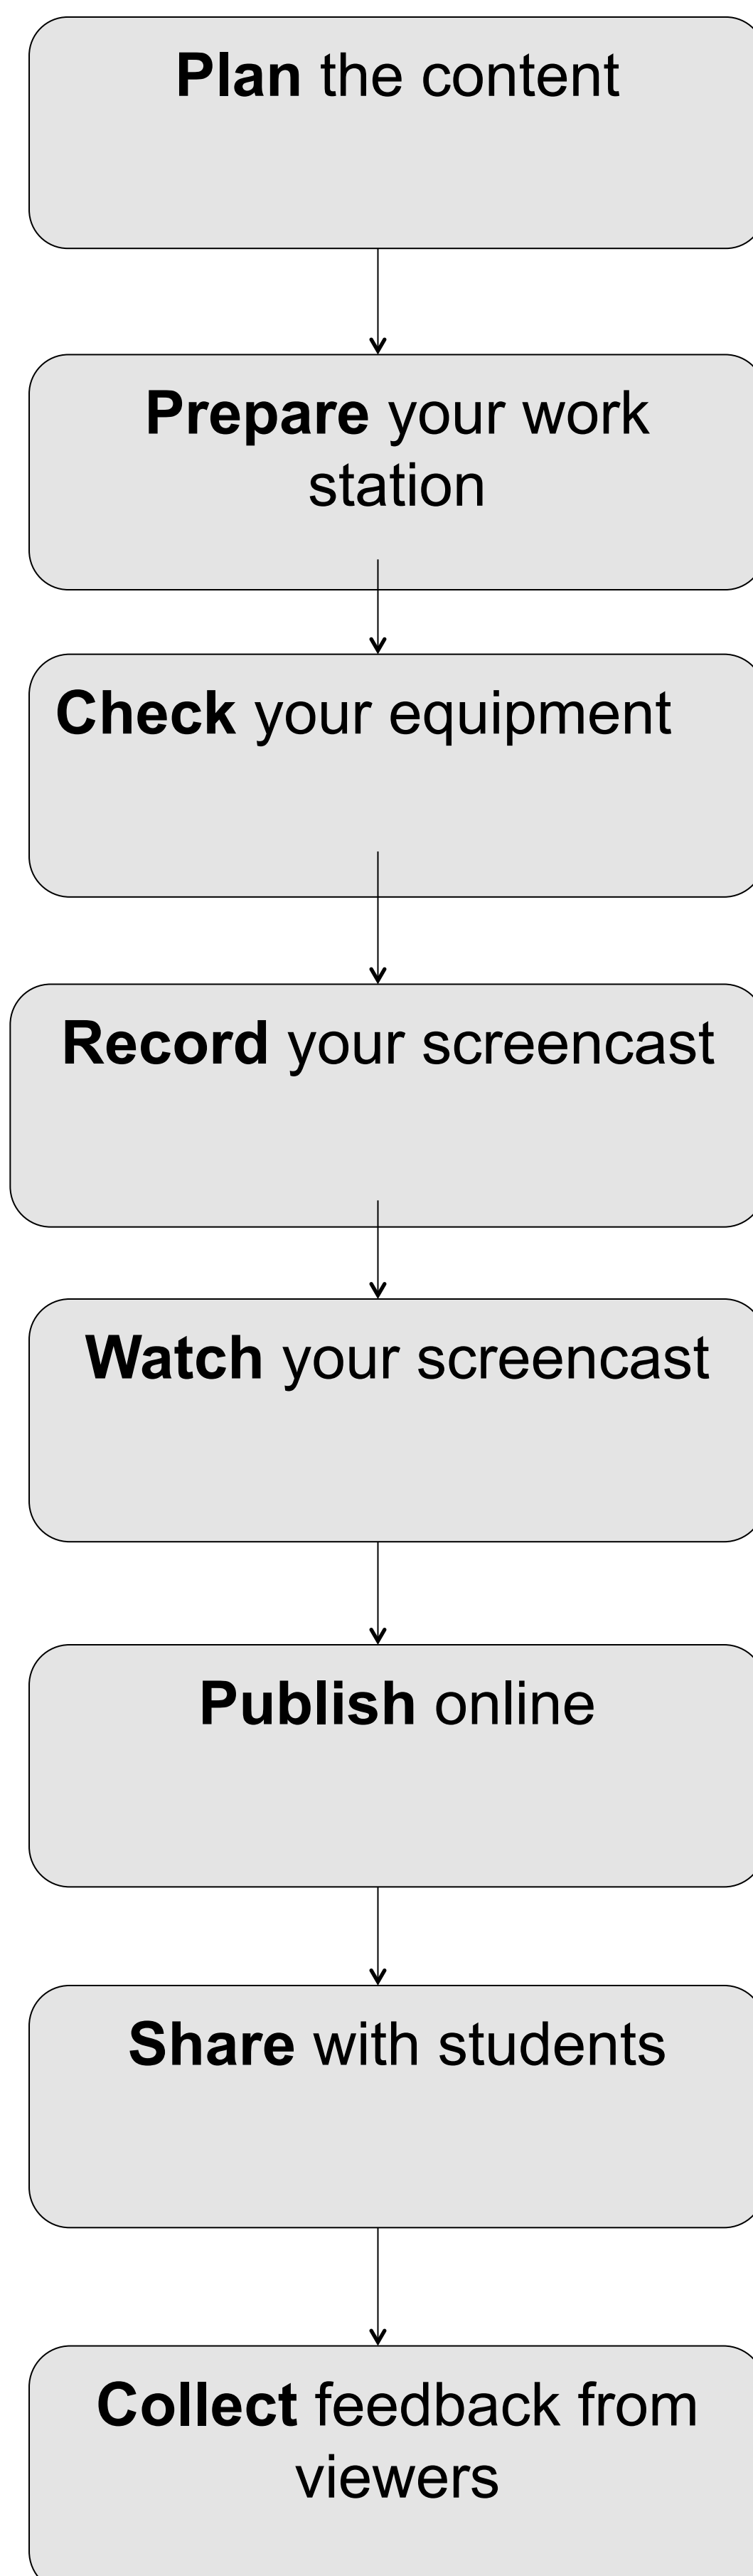 Plan the content
Prepare your work
station
Check your equipment
Record your screencast
Watch your screencast
Publish online
Share with students
Collect feedback from
viewers